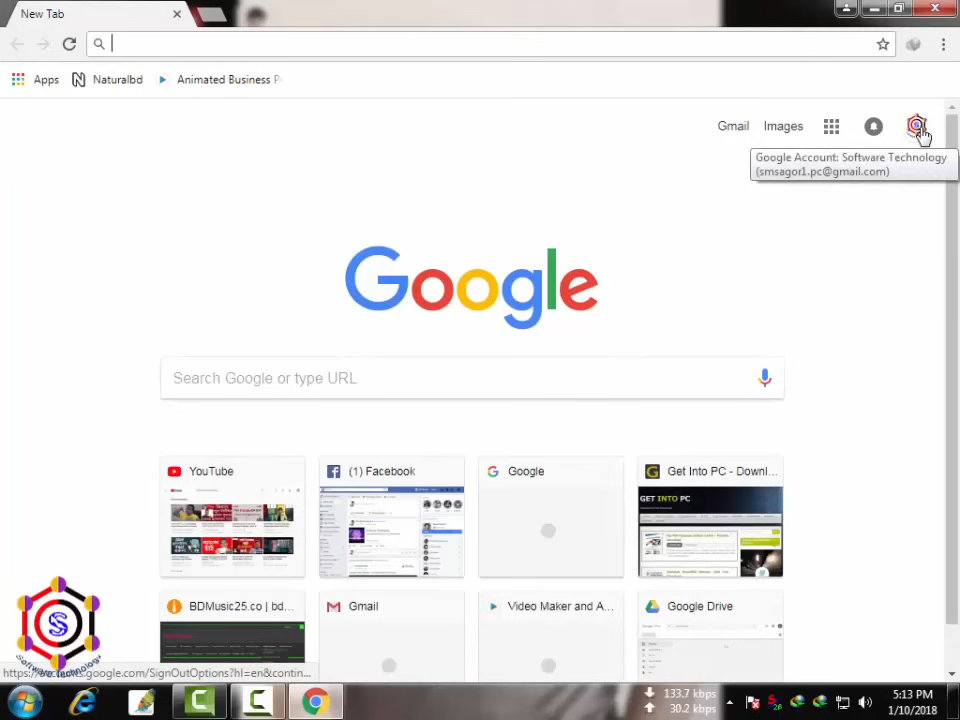 New Tab
Apps
Naturalbd
Animated Business P
Gmail
Images
Google Account: Software Technology
(smsagor1.pc@gmail.com)
Google
Search Google or type URL
YouTube
(1) Facebook
Google
Get Into PC - Downl...
GET INTO PC
BDMusic25.co | bd...
Gmail
Video Maker and A...
Google Drive
S
Software Technology
accounts.google.com/SignOutOptions?hl=en&contin...
133.7 kbps
30.2 kbps
5:13 PM
1/10/2018